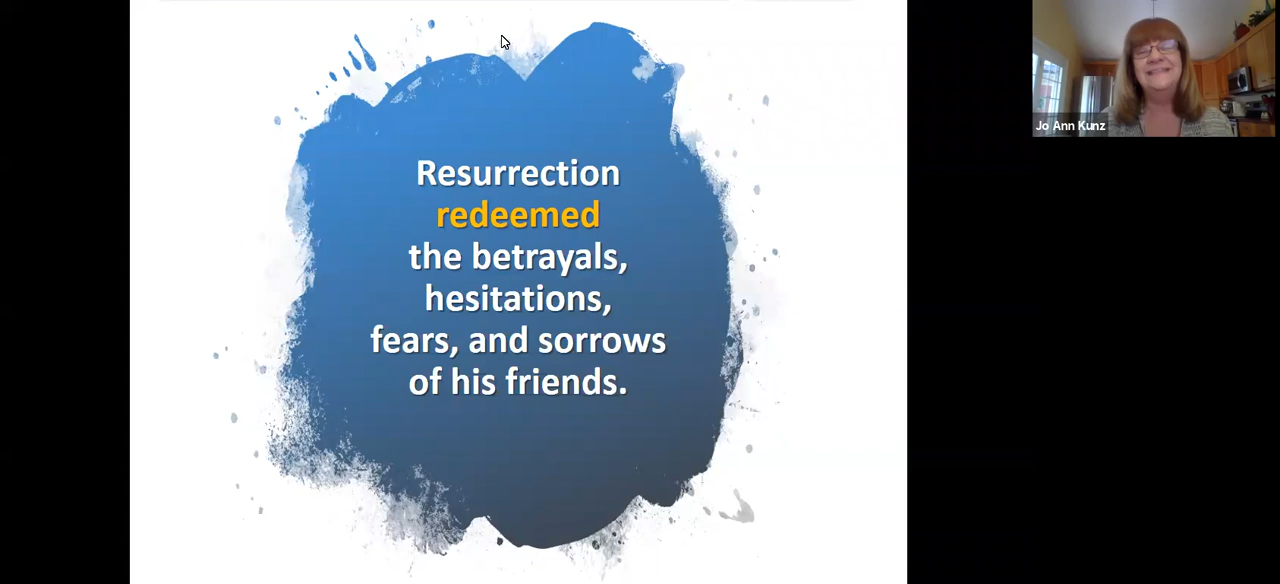 Resurrection
redeemed
the betrayals,
hesitations,
fears, and sorrows
of his friends.
Jo Ann Kunz